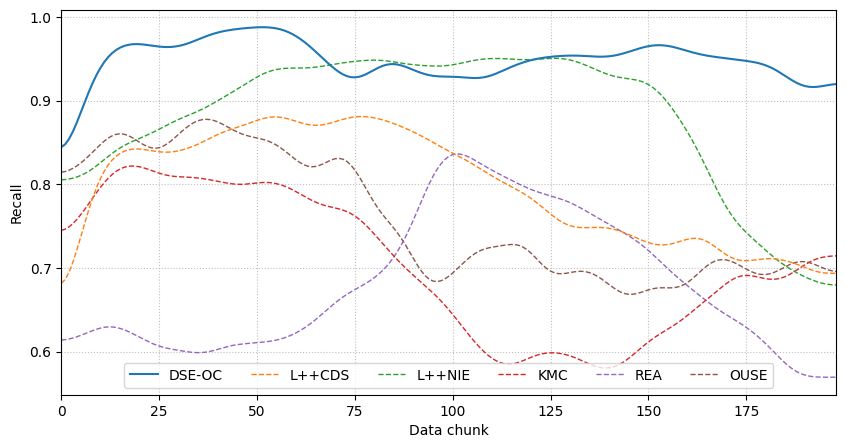 1.0
0.9
0.8
0.7
0.6
Recall
DSE-OC L++CDS L++NIE KMC REA OUSE
0 25 50 75 100 125 150 175
Data chunk